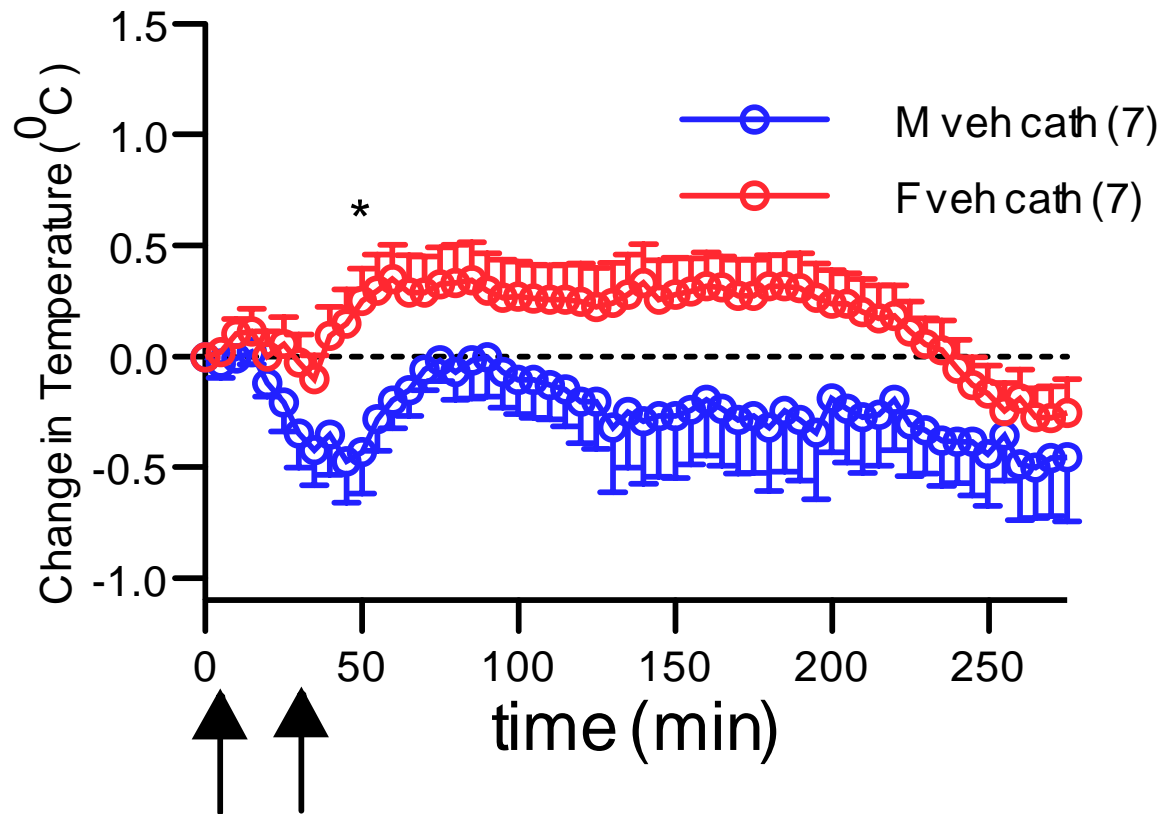 1.5
1.0
0.5
0.0
-0.5
-1.0
Change in Temperature (⁰C)
M veh cath (7)
F veh cath (7)
*
0 50 100 150 200 250
time (min)